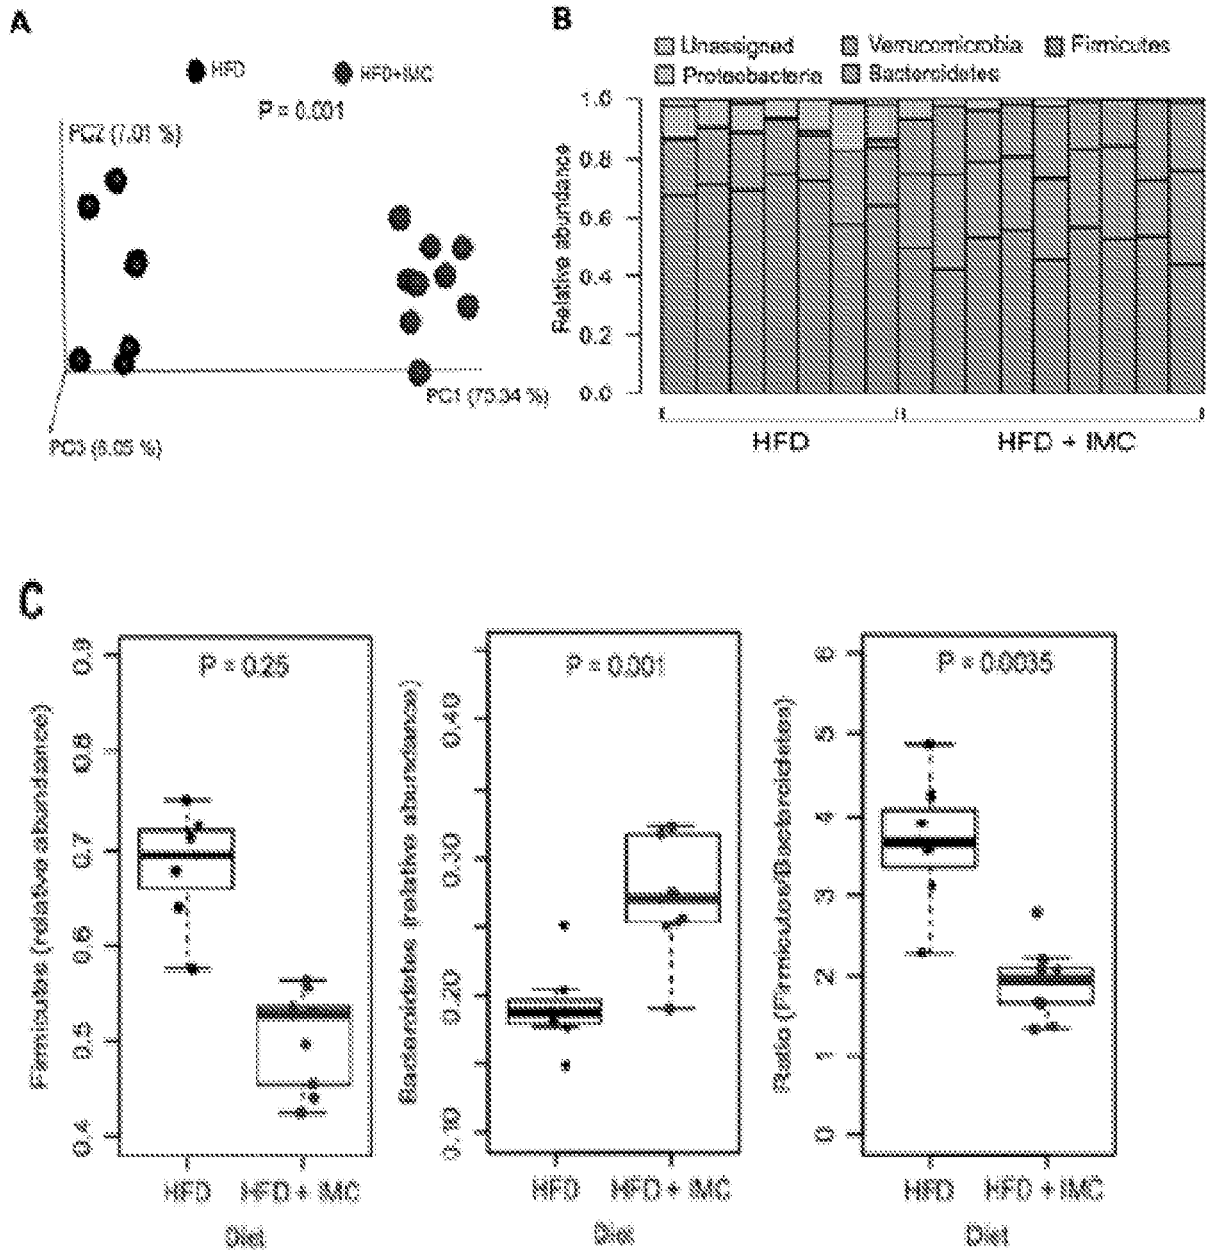 A
HFD HFD+IMC
P = 0.001
PC2 (7.01 %)
PC1 (75.34 %)
PC3 (6.05 %)
B
Unassigned Verrucomicrobia Firmicutes
Proteobacteria Bacteroidetes
Relative abundance
1.0
0.8
0.6
0.4
0.2
0.0
HFD HFD + IMC
C
Firmicutes (relative abundance)
0.9
0.8
0.7
0.6
0.5
0.4
P = 0.26
HFD HFD + IMC
Diet
Bacteroidetes (relative abundance)
0.40
0.30
0.20
0.10
P = 0.001
HFD HFD + IMC
Diet
Ratio (Firmicutes/Bacteroidetes)
6
5
4
3
2
1
0
P = 0.0035
HFD HFD + IMC
Diet